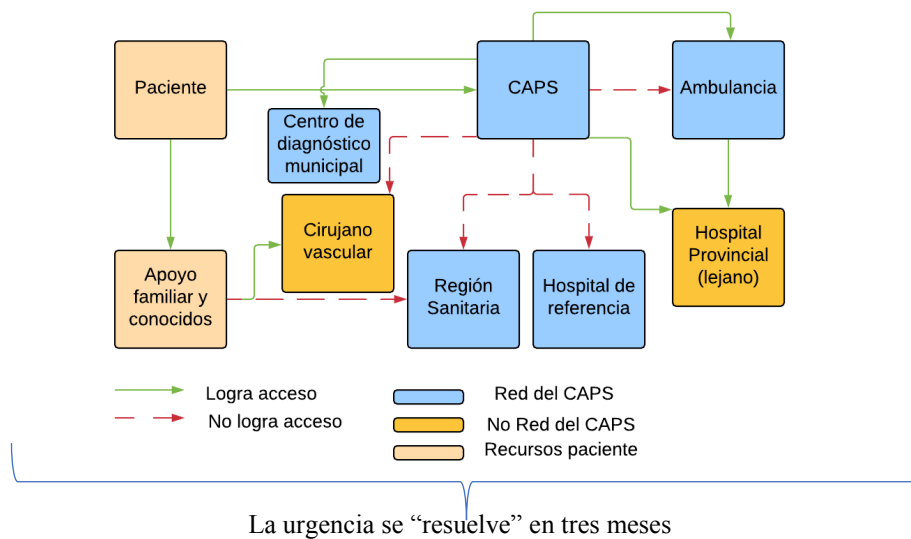 Paciente
CAPS
Ambulancia
Centro de
diagnóstico
municipal
Cirujano
vascular
Hospital
Provincial
(lejano)
Apoyo
familiar y
conocidos
Región
Sanitaria
Hospital de
referencia
Logra acceso
No logra acceso
Red del CAPS
No Red del CAPS
Recursos paciente
La urgencia se “resuelve” en tres meses